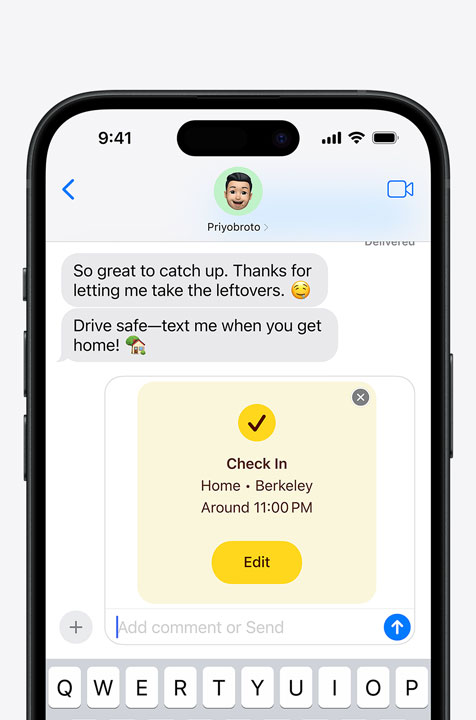 9:41
Priyobroto >
Delivered
So great to catch up. Thanks for
letting me take the leftovers. 🤤
Drive safe—text me when you get
home! 🏡
Check In
Home • Berkeley
Around 11:00 PM
Edit
Add comment or Send
Q W E R T Y U I O P